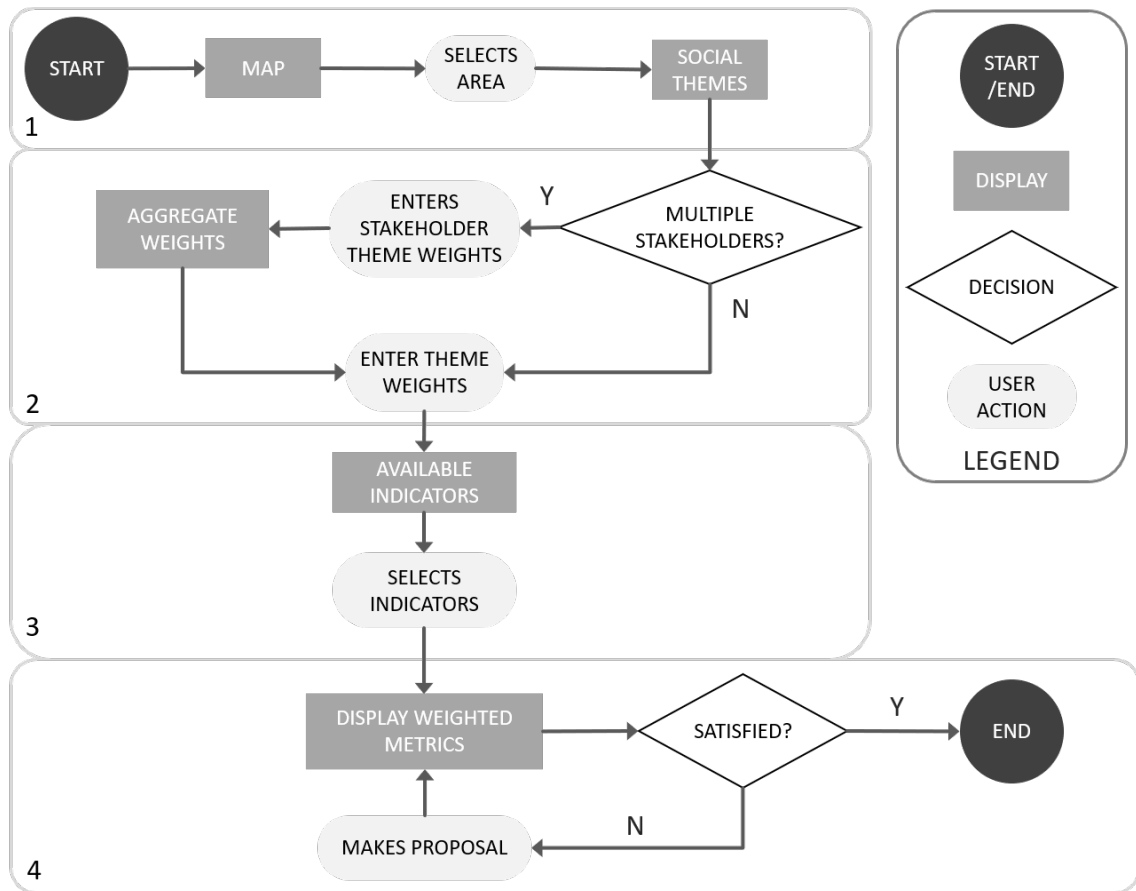 START
MAP
SELECTS
AREA
SOCIAL
THEMES
1
AGGREGATE
WEIGHTS
ENTERS
STAKEHOLDER
THEME WEIGHTS
Y
MULTIPLE
STAKEHOLDERS?
N
ENTER THEME
WEIGHTS
2
AVAILABLE
INDICATORS
SELECTS
INDICATORS
3
DISPLAY WEIGHTED
METRICS
SATISFIED?
Y
END
N
MAKES PROPOSAL
4
START
/END
DISPLAY
DECISION
USER
ACTION
LEGEND